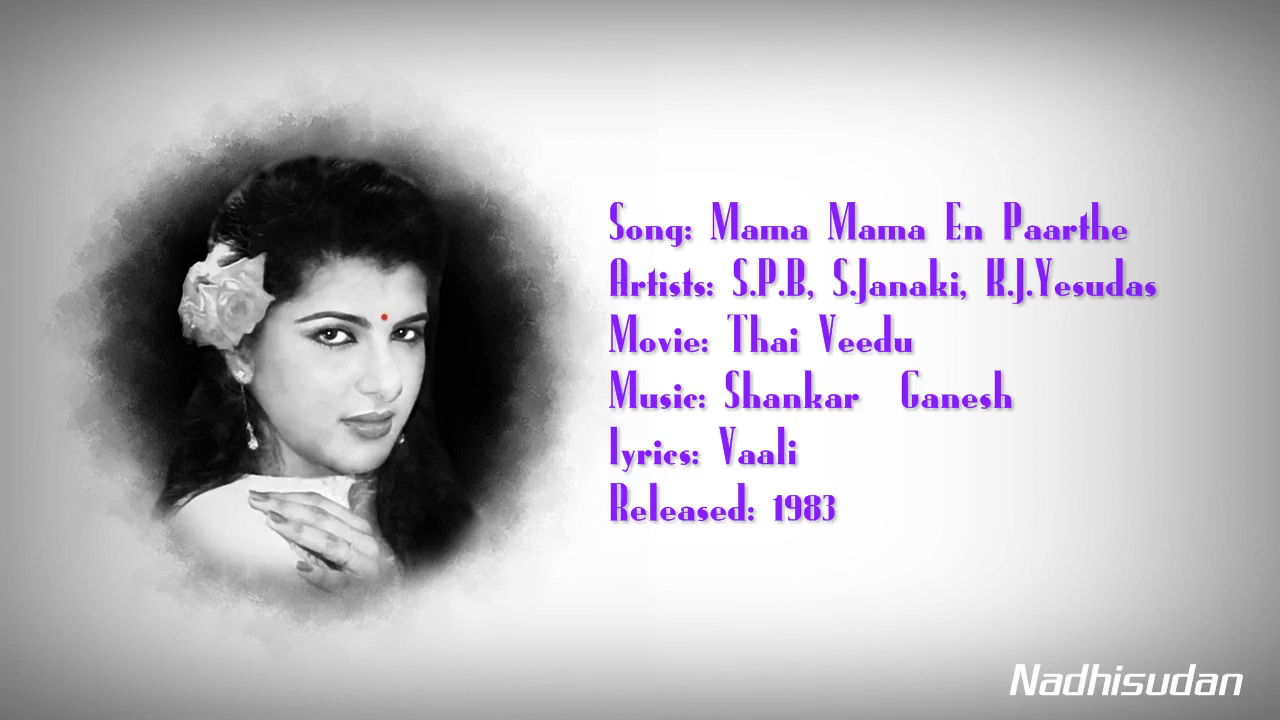 Song: Mama Mama En Paarthe
Artists: S.P.B, S.Janaki, K.J.Yesudas
Movie: Thai Veedu
Music: Shankar Ganesh
lyrics: Vaali
Released: 1983
Nadhisudan